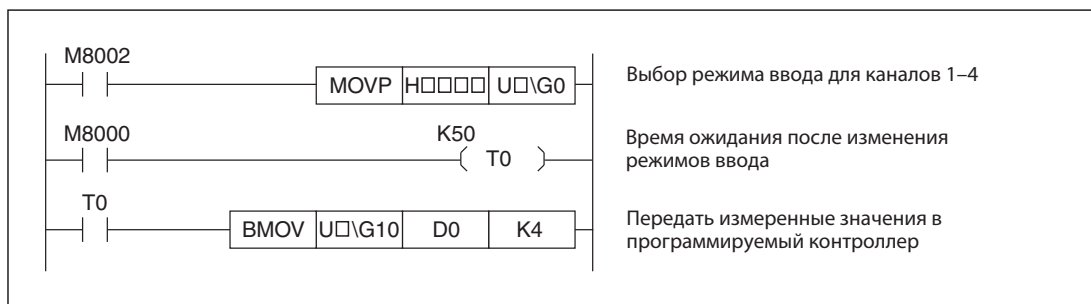 M8002
MOVP H□□□□ U□\G0
Выбор режима ввода для каналов 1–4
M8000
K50
T0
Время ожидания после изменения
режимов ввода
T0
BMOV U□\G10 D0 K4
Передать измеренные значения в
программируемый контроллер